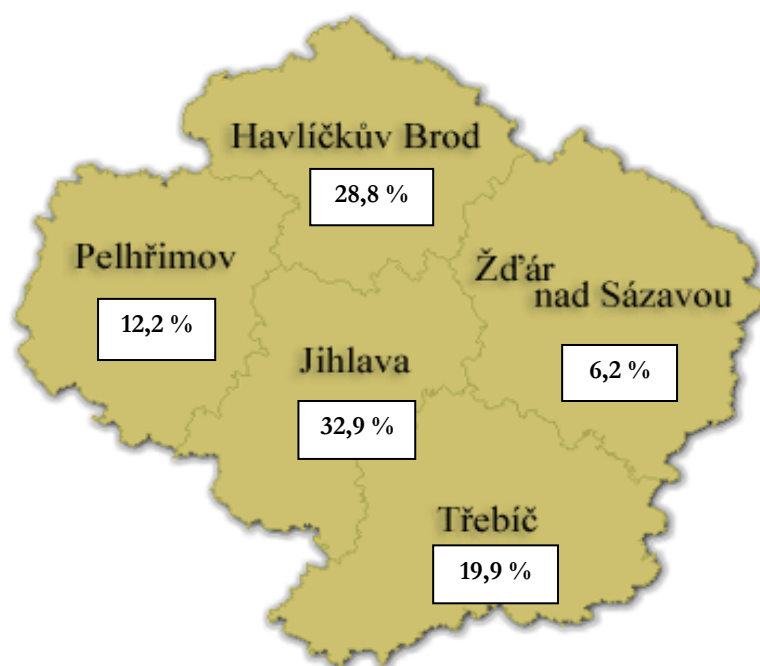 Havlíčkův Brod
28,8 %
Pelhřimov
12,2 %
Žďár
nad Sázavou
6,2 %
Jihlava
32,9 %
Třebíč
19,9 %